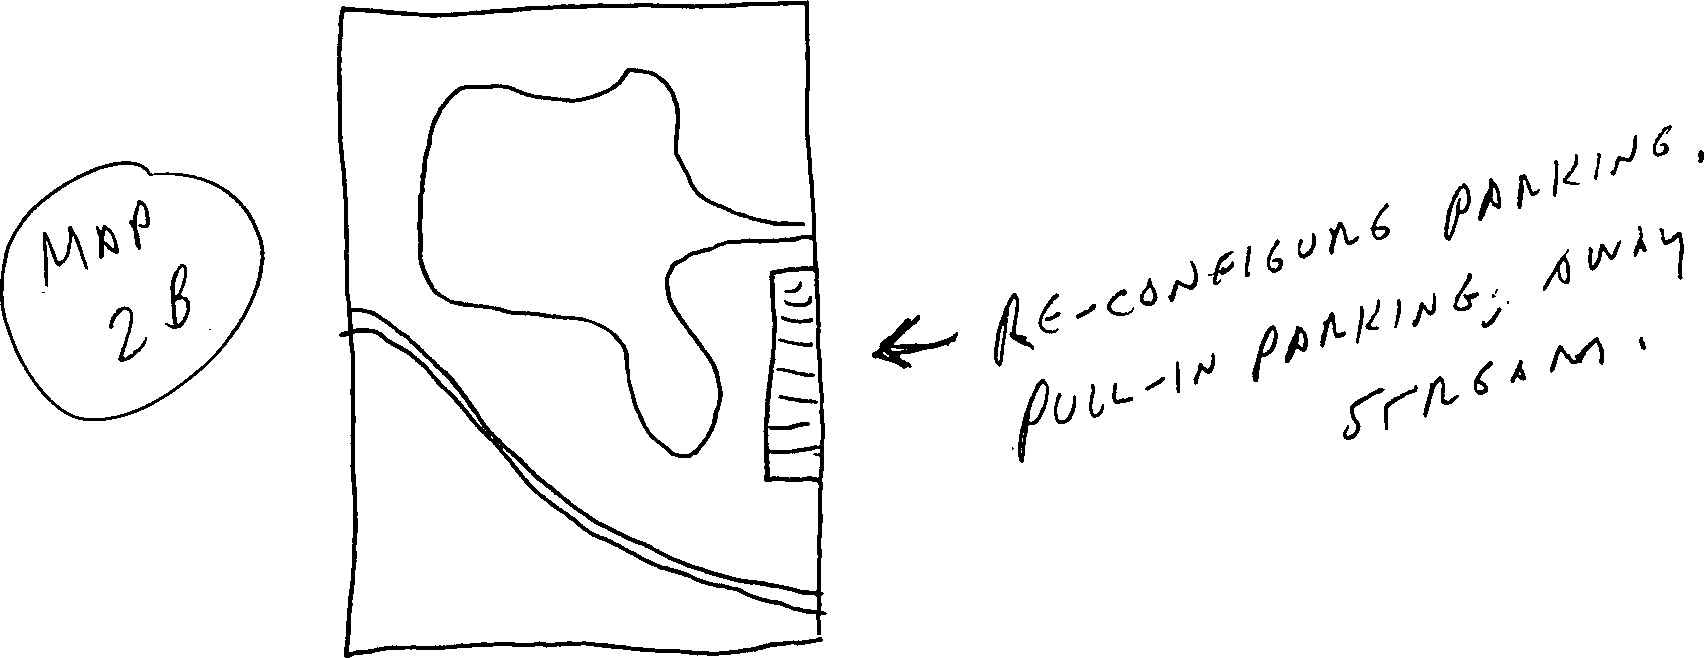 MAP
2B
RE-CONFIGURE PARKING.
PULL-IN PARKING, AWAY
STREAM.